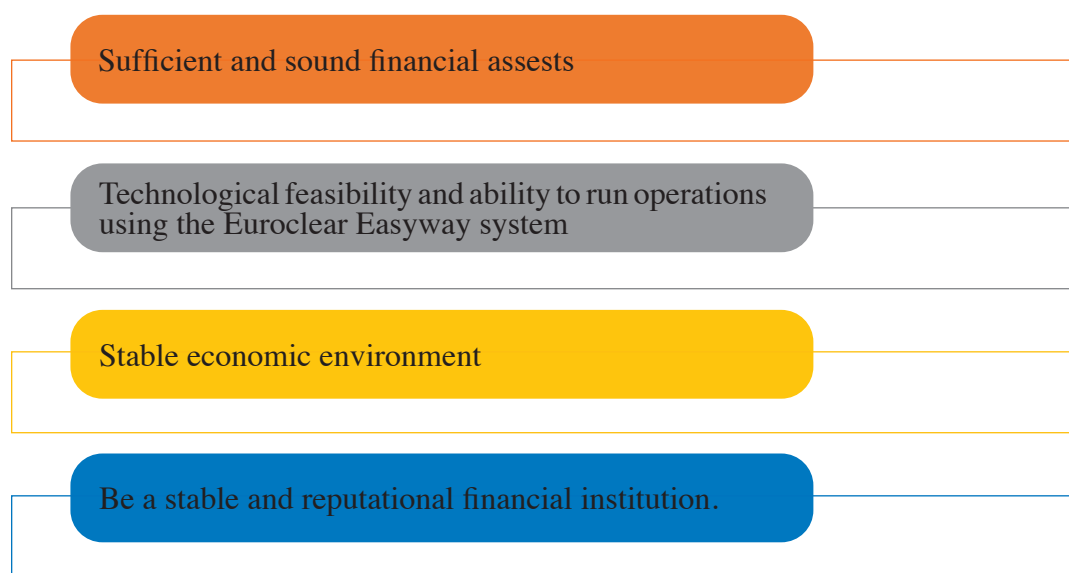 Sufficient and sound financial assests
Technological feasibility and ability to run operations
using the Euroclear Easyway system
Stable economic environment
Be a stable and reputational financial institution.